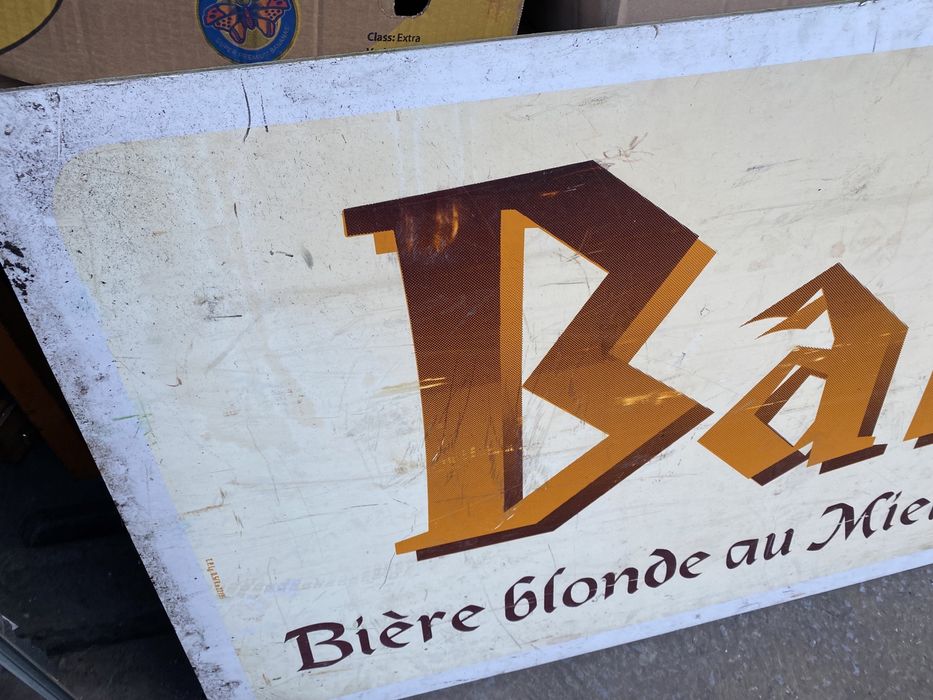 Class: Extra
Ba
Bière blonde au Mie